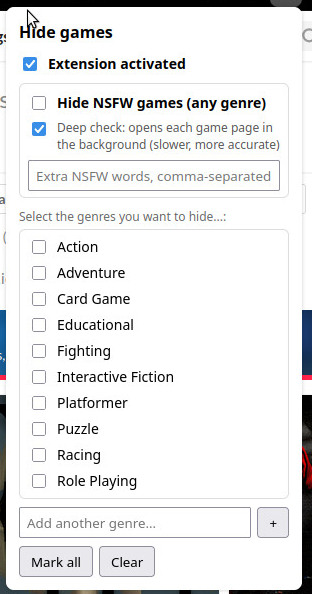 Hide games
Extension activated
Hide NSFW games (any genre)
Deep check: opens each game page in
the background (slower, more accurate)
Extra NSFW words, comma-separated
Select the genres you want to hide...:
Action
Adventure
Card Game
Educational
Fighting
Interactive Fiction
Platformer
Puzzle
Racing
Role Playing
Add another genre...
+
Mark all
Clear